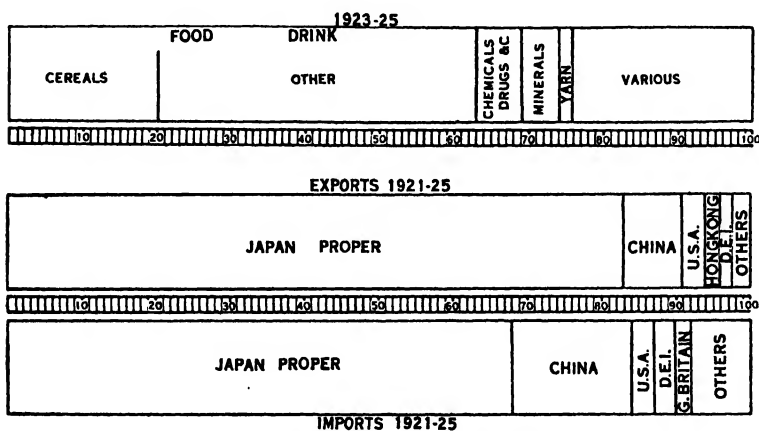 1923-25
FOOD DRINK
CEREALS OTHER CHEMICALS DRUGS &C MINERALS YARN VARIOUS
10 20 30 40 50 60 70 80 90 100
EXPORTS 1921-25
JAPAN PROPER CHINA U.S.A. HONGKONG D.E.I. OTHERS
10 20 30 40 50 60 70 80 90 100
JAPAN PROPER CHINA U.S.A. D.E.I. G. BRITAIN OTHERS
IMPORTS 1921-25